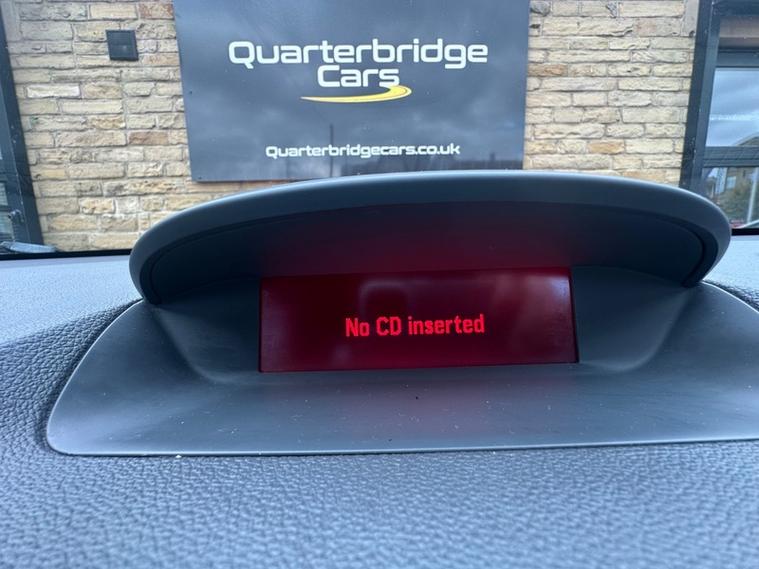 Quarterbridge
Cars
Quarterbridgecars.co.uk
No CD inserted